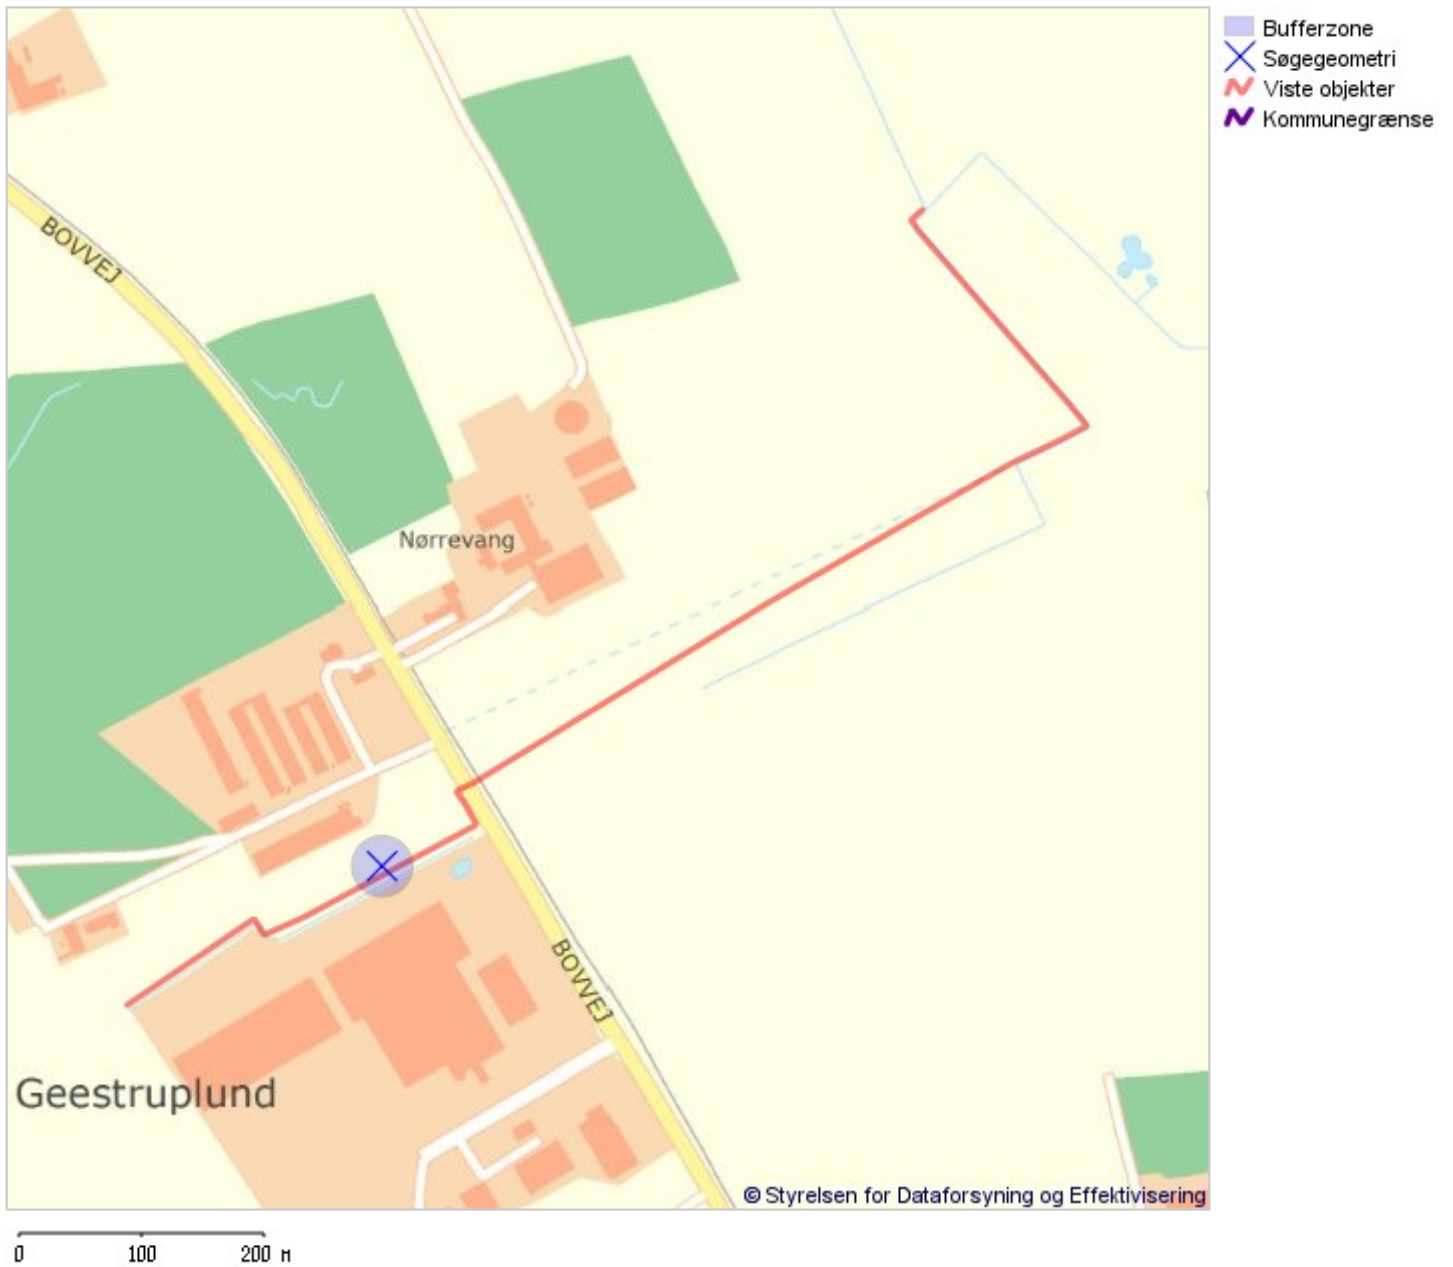 Bufferzone
Søgegeometri
Viste objekter
Kommunegrænse
BOVVEJ
Nørrevang
BOVVEJ
Geestruplund
© Styrelsen for Dataforsyning og Effektivisering
0 100 200 M